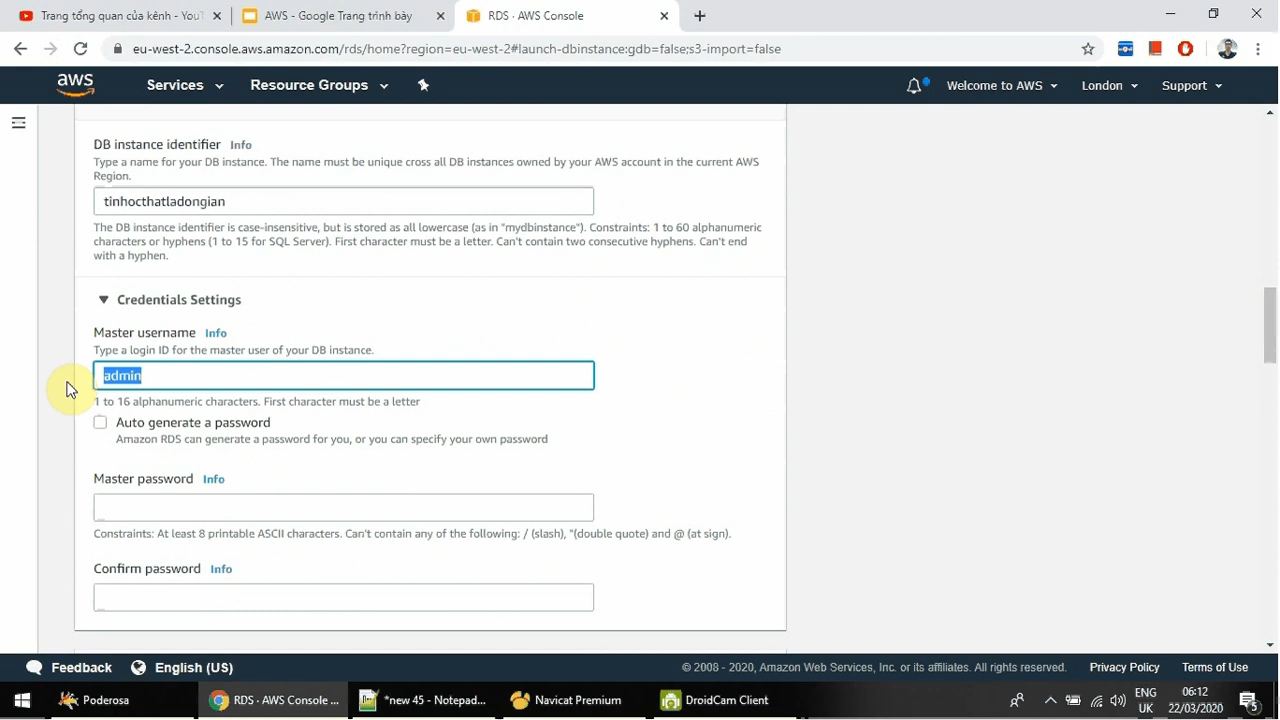 Trang tổng quan của kênh - YouT
AWS - Google Trang trình bày
RDS · AWS Console
eu-west-2.console.aws.amazon.com/rds/home?region=eu-west-2#launch-dbinstance:gdb=false;s3-import=false
aws
Services
Resource Groups
Welcome to AWS
London
Support
DB instance identifier Info
Type a name for your DB instance. The name must be unique cross all DB instances owned by your AWS account in the current AWS
Region.
tinhocthatladongian
The DB instance identifier is case-insensitive, but is stored as all lowercase (as in "mydbinstance"). Constraints: 1 to 60 alphanumeric
characters or hyphens (1 to 15 for SQL Server). First character must be a letter. Can't contain two consecutive hyphens. Can't end
with a hyphen.
Credentials Settings
Master username Info
Type a login ID for the master user of your DB instance.
admin
1 to 16 alphanumeric characters. First character must be a letter
Auto generate a password
Amazon RDS can generate a password for you, or you can specify your own password
Master password Info
Constraints: At least 8 printable ASCII characters. Can't contain any of the following: / (slash), "(double quote) and @ (at sign).
Confirm password Info
Feedback
English (US)
© 2008 - 2020, Amazon Web Services, Inc. or its affiliates. All rights reserved.
Privacy Policy
Terms of Use
Poderosa
RDS - AWS Console ...
*new 45 - Notepad...
Navicat Premium
DroidCam Client
ENG
UK
06:12
22/03/2020
5